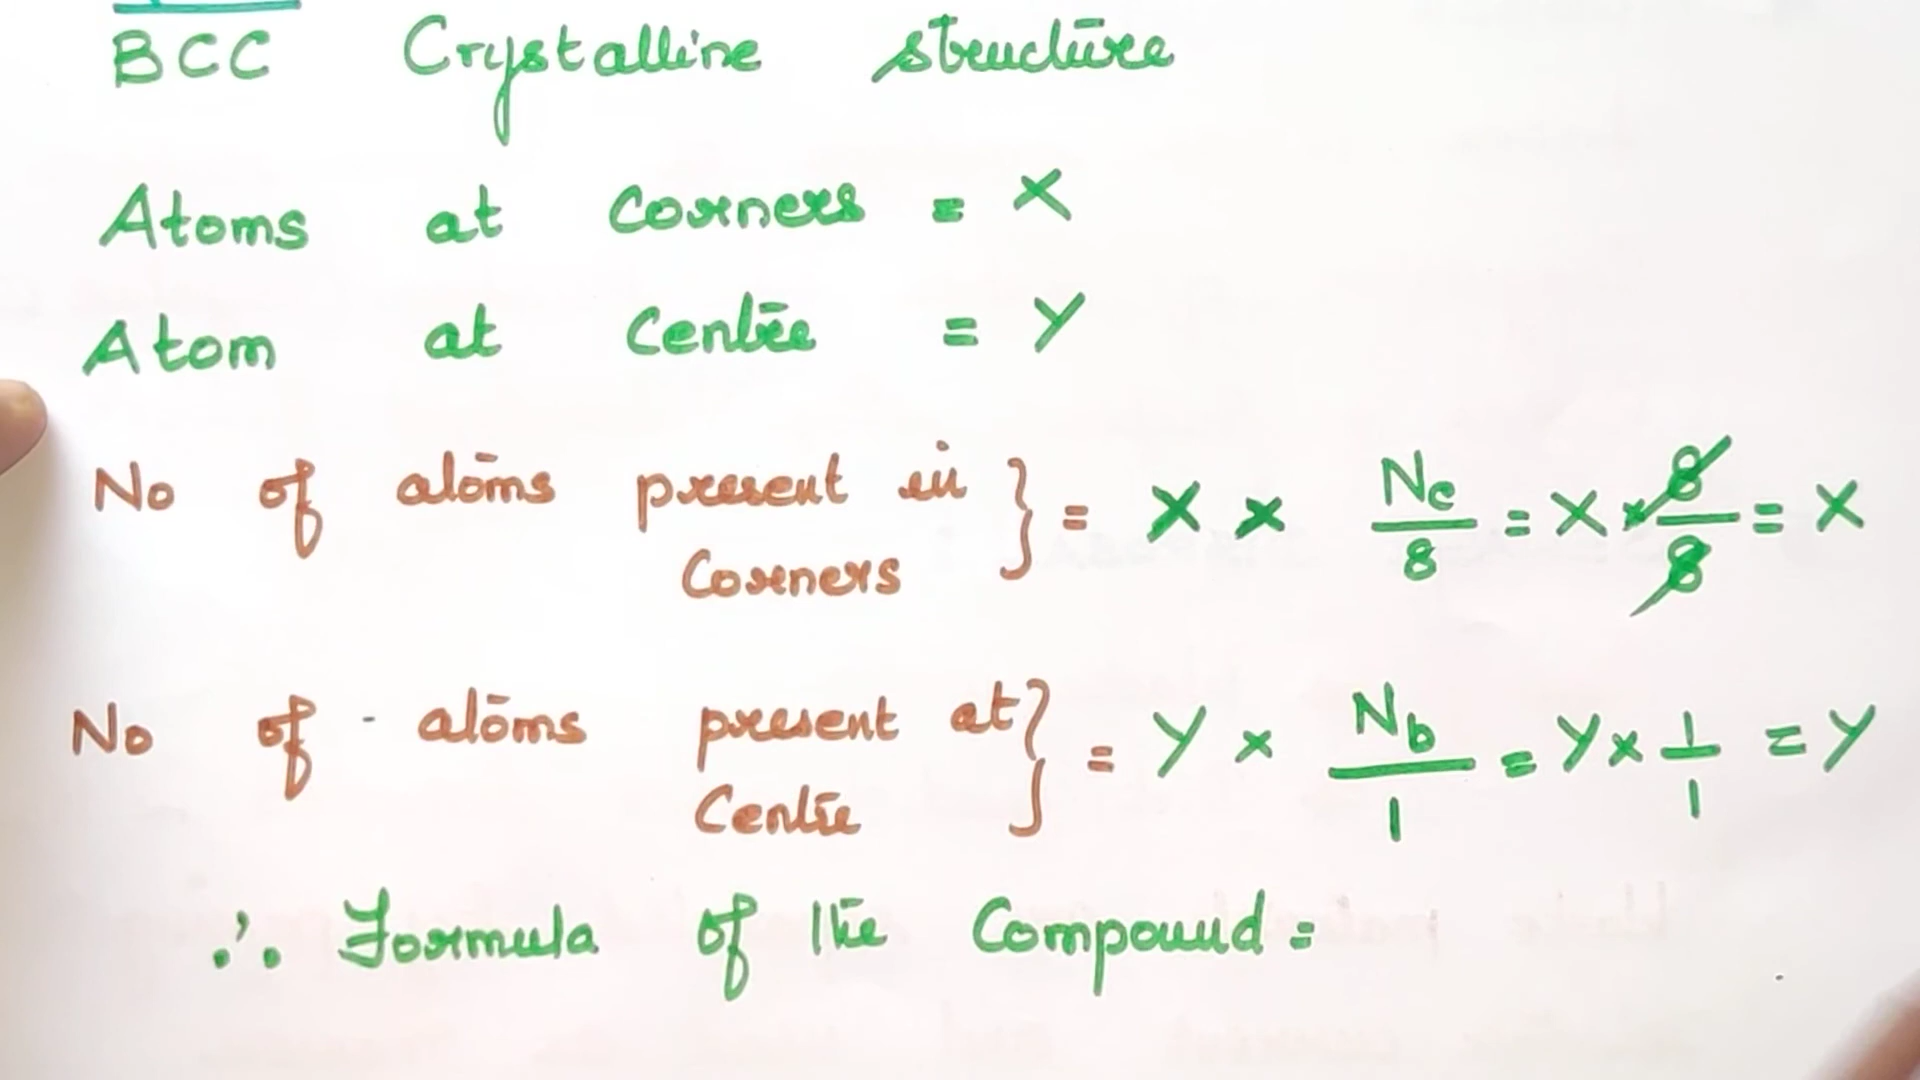 BCC Crystalline structure
Atoms at corners = X
Atom at centre = Y
No of atoms present in Corners } = X × Nc/8 = X × 8/8 = X
No of atoms present at Centre } = Y × Nb/1 = Y × 1/1 = Y
∴ Formula of the Compound =